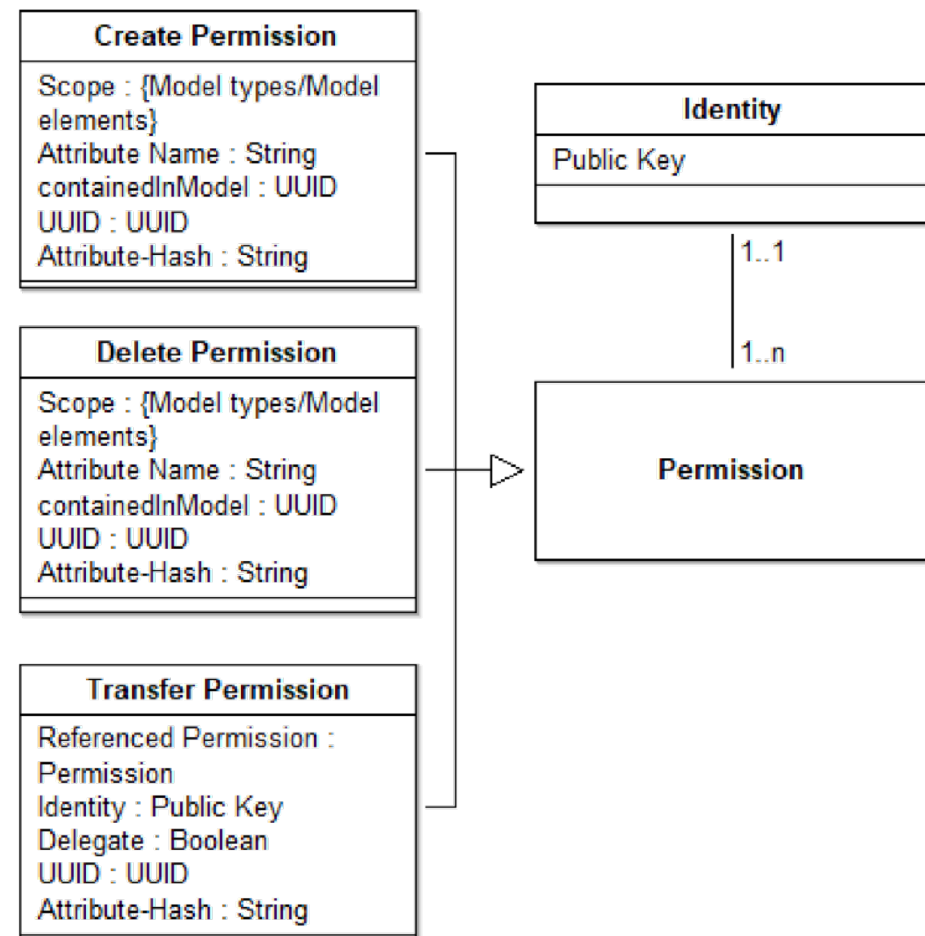 Create Permission
Scope : {Model types/Model
elements}
Attribute Name : String
containedInModel : UUID
UUID : UUID
Attribute-Hash : String
Identity
Public Key
1..1
1..n
Delete Permission
Scope : {Model types/Model
elements}
Attribute Name : String
containedInModel : UUID
UUID : UUID
Attribute-Hash : String
Permission
Transfer Permission
Referenced Permission :
Permission
Identity : Public Key
Delegate : Boolean
UUID : UUID
Attribute-Hash : String